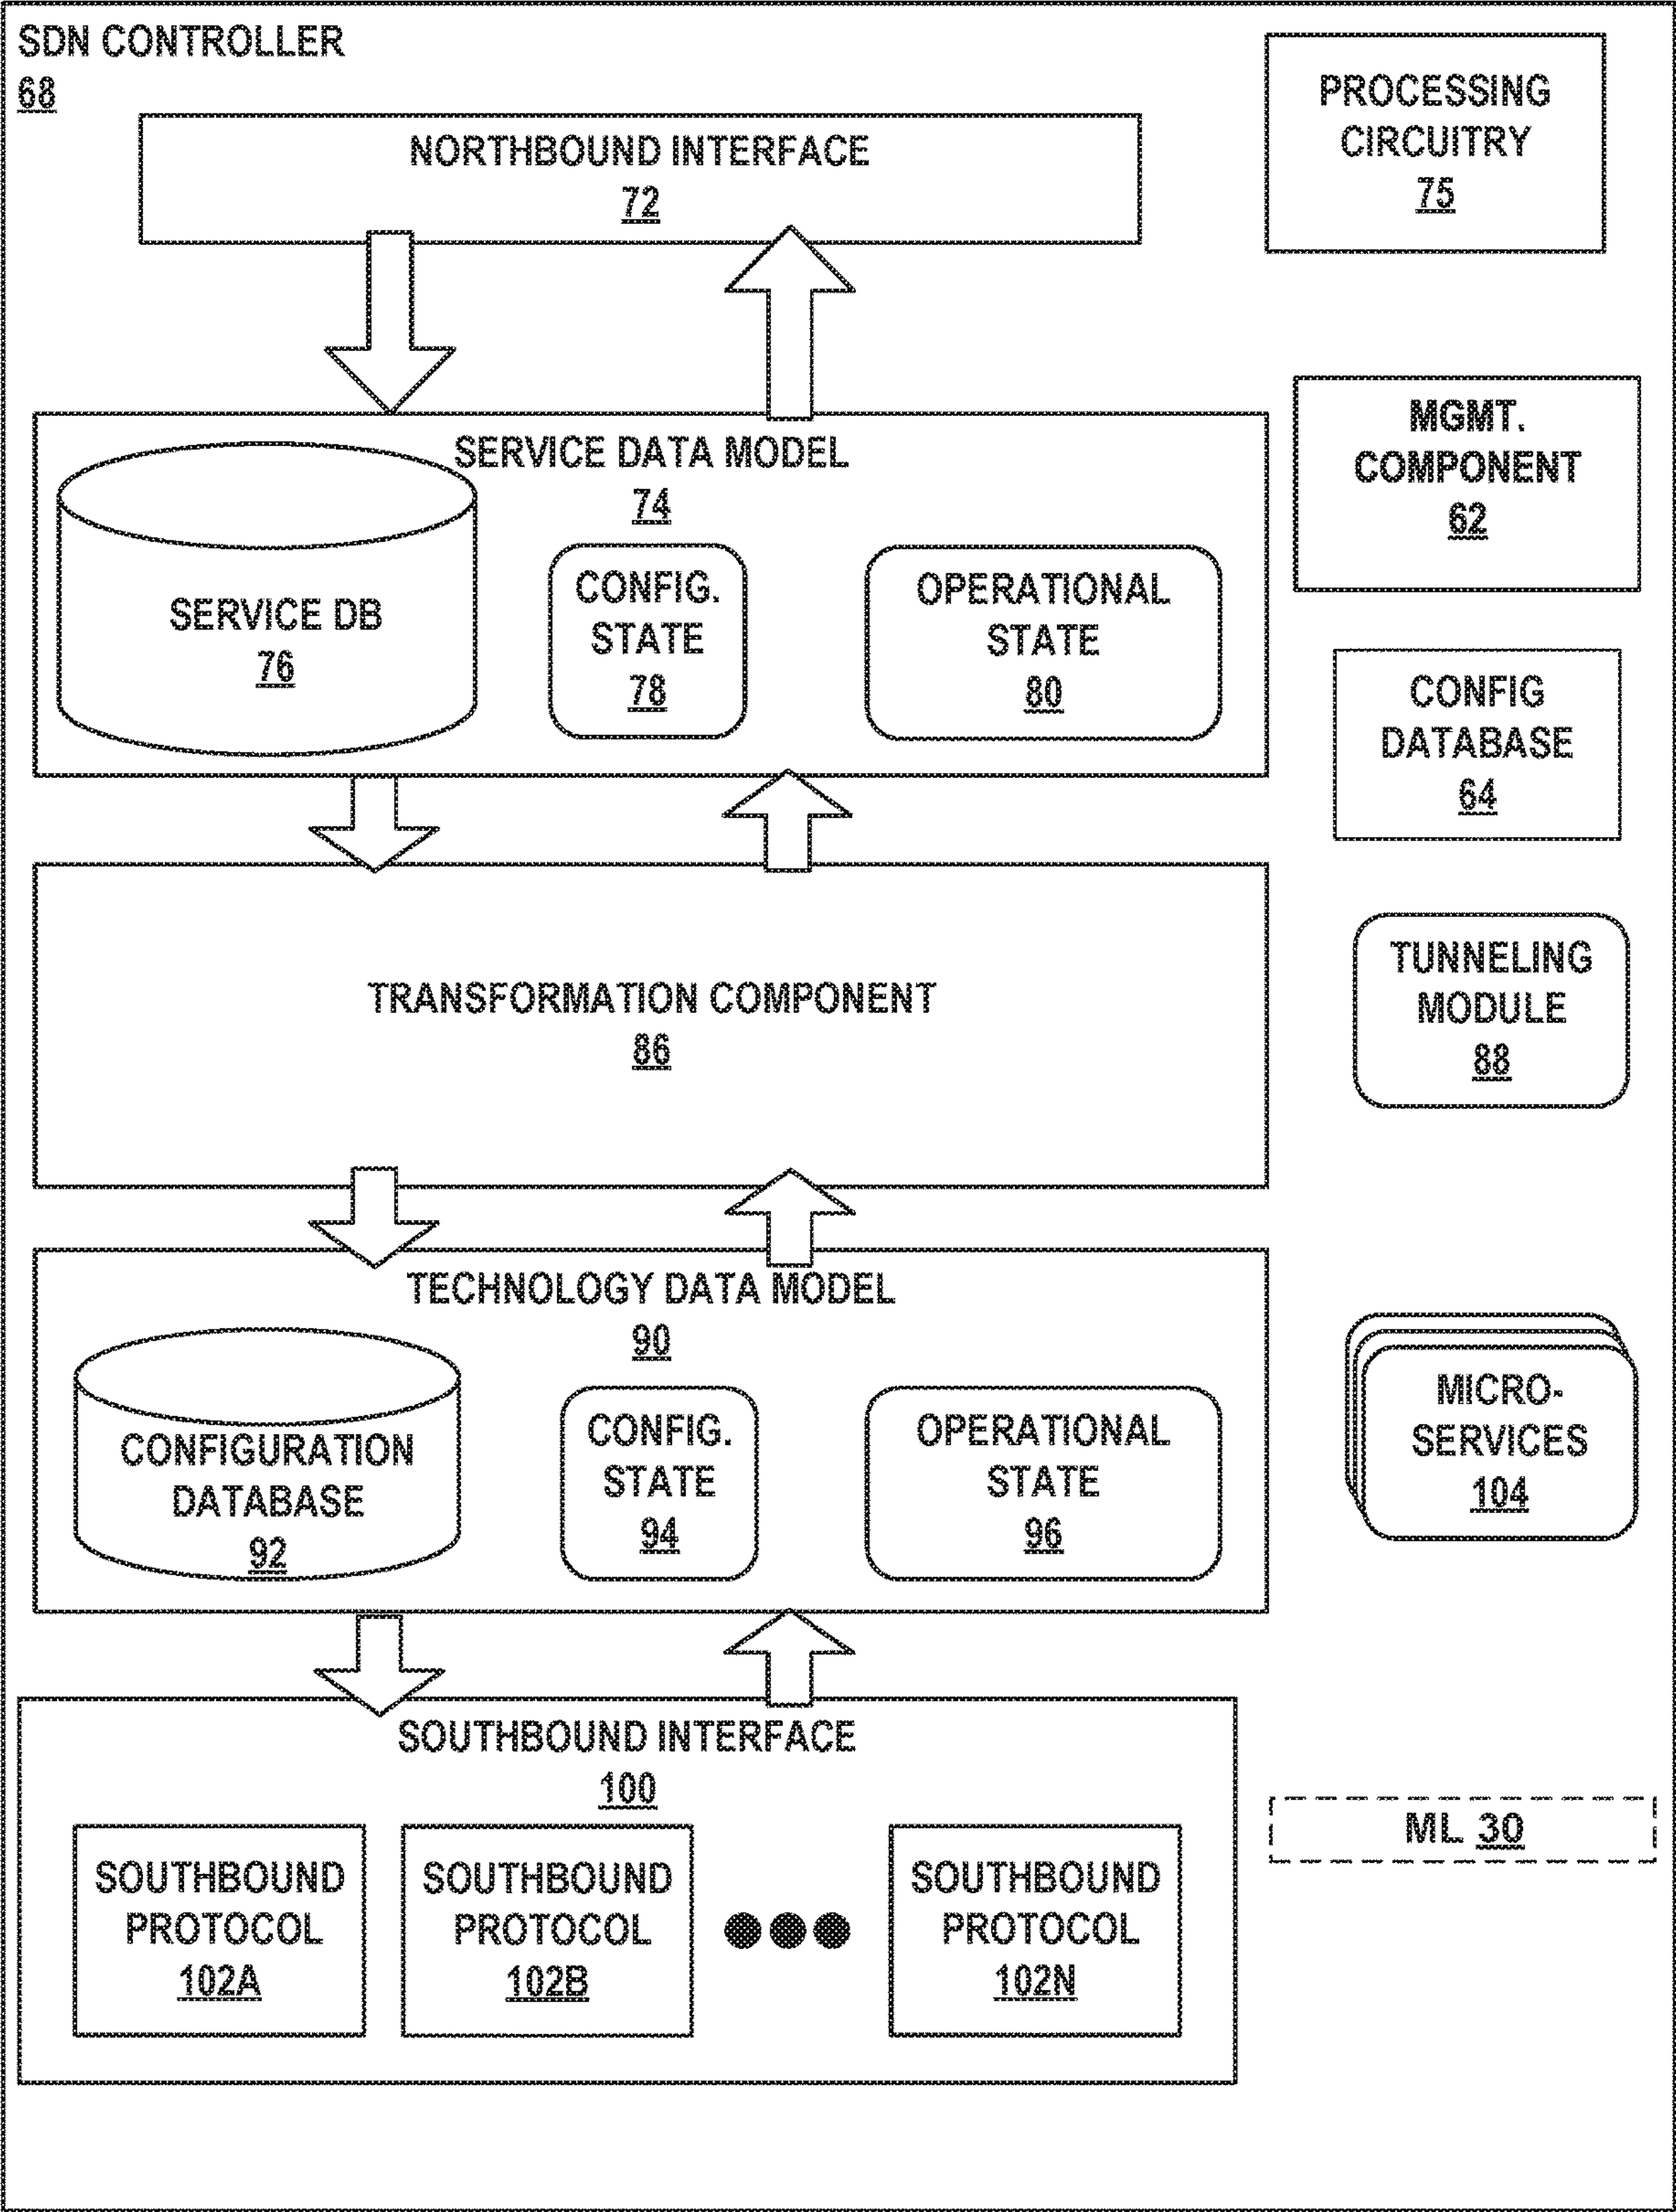 SDN CONTROLLER
68
NORTHBOUND INTERFACE
72
PROCESSING
CIRCUITRY
75
SERVICE DATA MODEL
74
SERVICE DB
76
CONFIG.
STATE
78
OPERATIONAL
STATE
80
MGMT.
COMPONENT
62
CONFIG
DATABASE
64
TRANSFORMATION COMPONENT
86
TUNNELING
MODULE
88
TECHNOLOGY DATA MODEL
90
CONFIGURATION
DATABASE
92
CONFIG.
STATE
94
OPERATIONAL
STATE
96
MICRO-
SERVICES
104
SOUTHBOUND INTERFACE
100
SOUTHBOUND
PROTOCOL
102A
SOUTHBOUND
PROTOCOL
102B
SOUTHBOUND
PROTOCOL
102N
ML 30